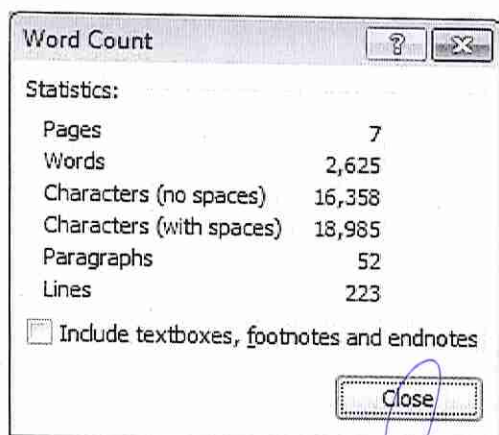 Word Count
Statistics:
Pages 7
Words 2,625
Characters (no spaces) 16,358
Characters (with spaces) 18,985
Paragraphs 52
Lines 223
Include textboxes, footnotes and endnotes
Close